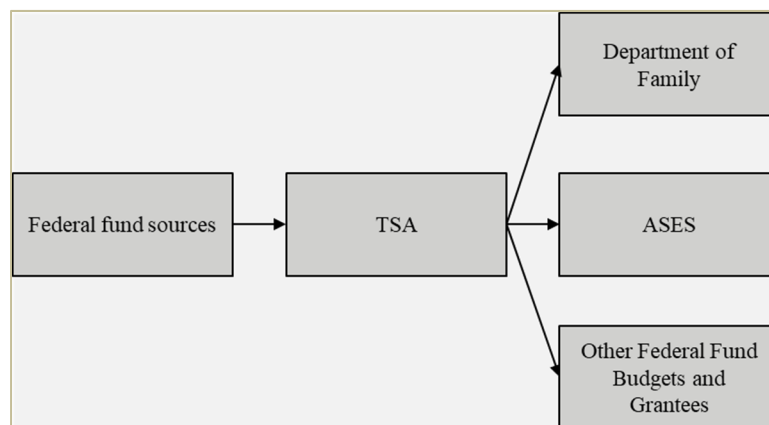 Department of
Family
Federal fund sources
TSA
ASES
Other Federal Fund
Budgets and
Grantees